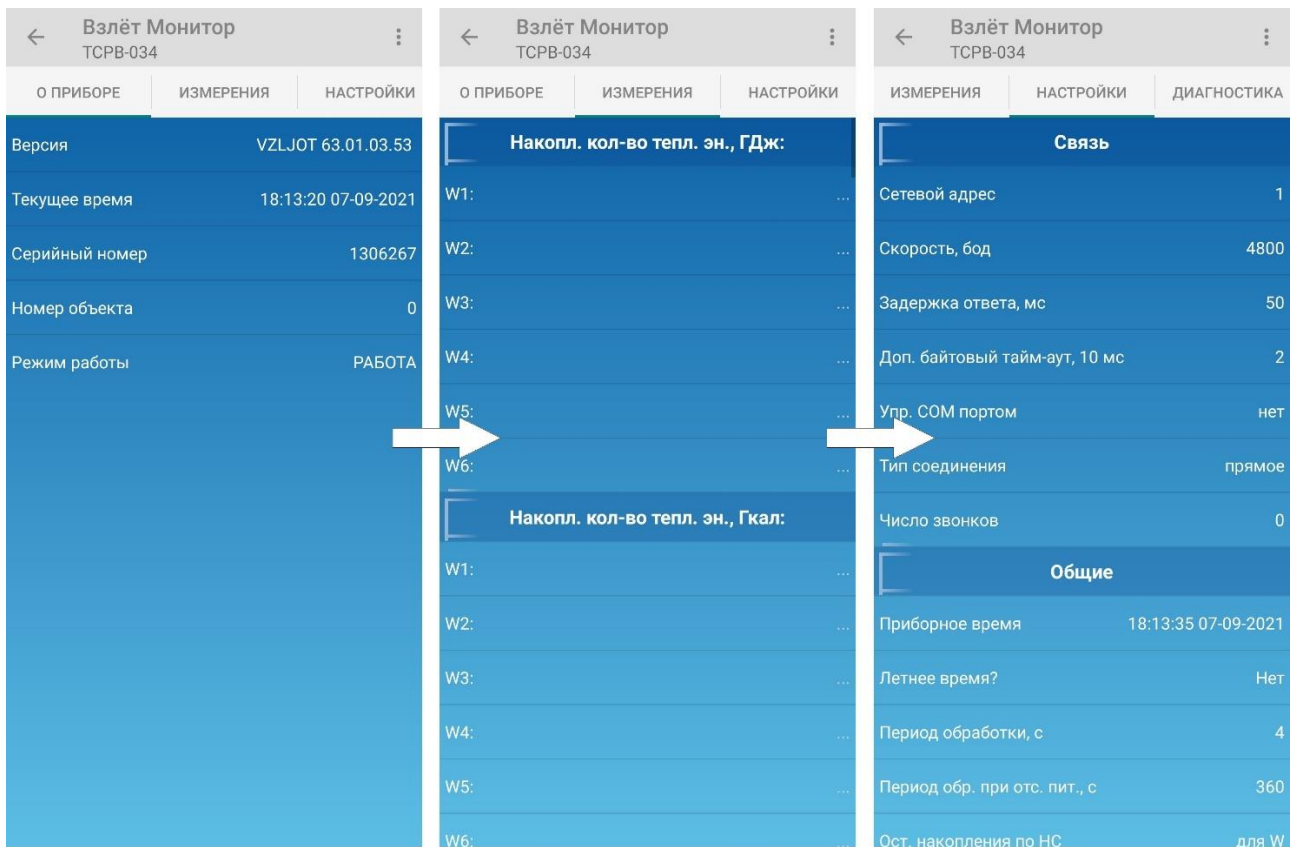 Взлёт Монитор
ТСРВ-034
О ПРИБОРЕ
ИЗМЕРЕНИЯ
НАСТРОЙКИ
Версия VZLJOT 63.01.03.53
Текущее время 18:13:20 07-09-2021
Серийный номер 1306267
Номер объекта 0
Режим работы РАБОТА
Взлёт Монитор
ТСРВ-034
О ПРИБОРЕ
ИЗМЕРЕНИЯ
НАСТРОЙКИ
Накопл. кол-во тепл. эн., ГДж:
W1: ...
W2: ...
W3: ...
W4: ...
W5: ...
W6: ...
Накопл. кол-во тепл. эн., Гкал:
W1: ...
W2: ...
W3: ...
W4: ...
W5: ...
W6: ...
Взлёт Монитор
ТСРВ-034
ИЗМЕРЕНИЯ
НАСТРОЙКИ
ДИАГНОСТИКА
Связь
Сетевой адрес 1
Скорость, бод 4800
Задержка ответа, мс 50
Доп. байтовый тайм-аут, 10 мс 2
Упр. COM портом нет
Тип соединения прямое
Число звонков 0
Общие
Приборное время 18:13:35 07-09-2021
Летнее время? Нет
Период обработки, с 4
Период обр. при отс. пит., с 360
Ост. накопления по НС для W